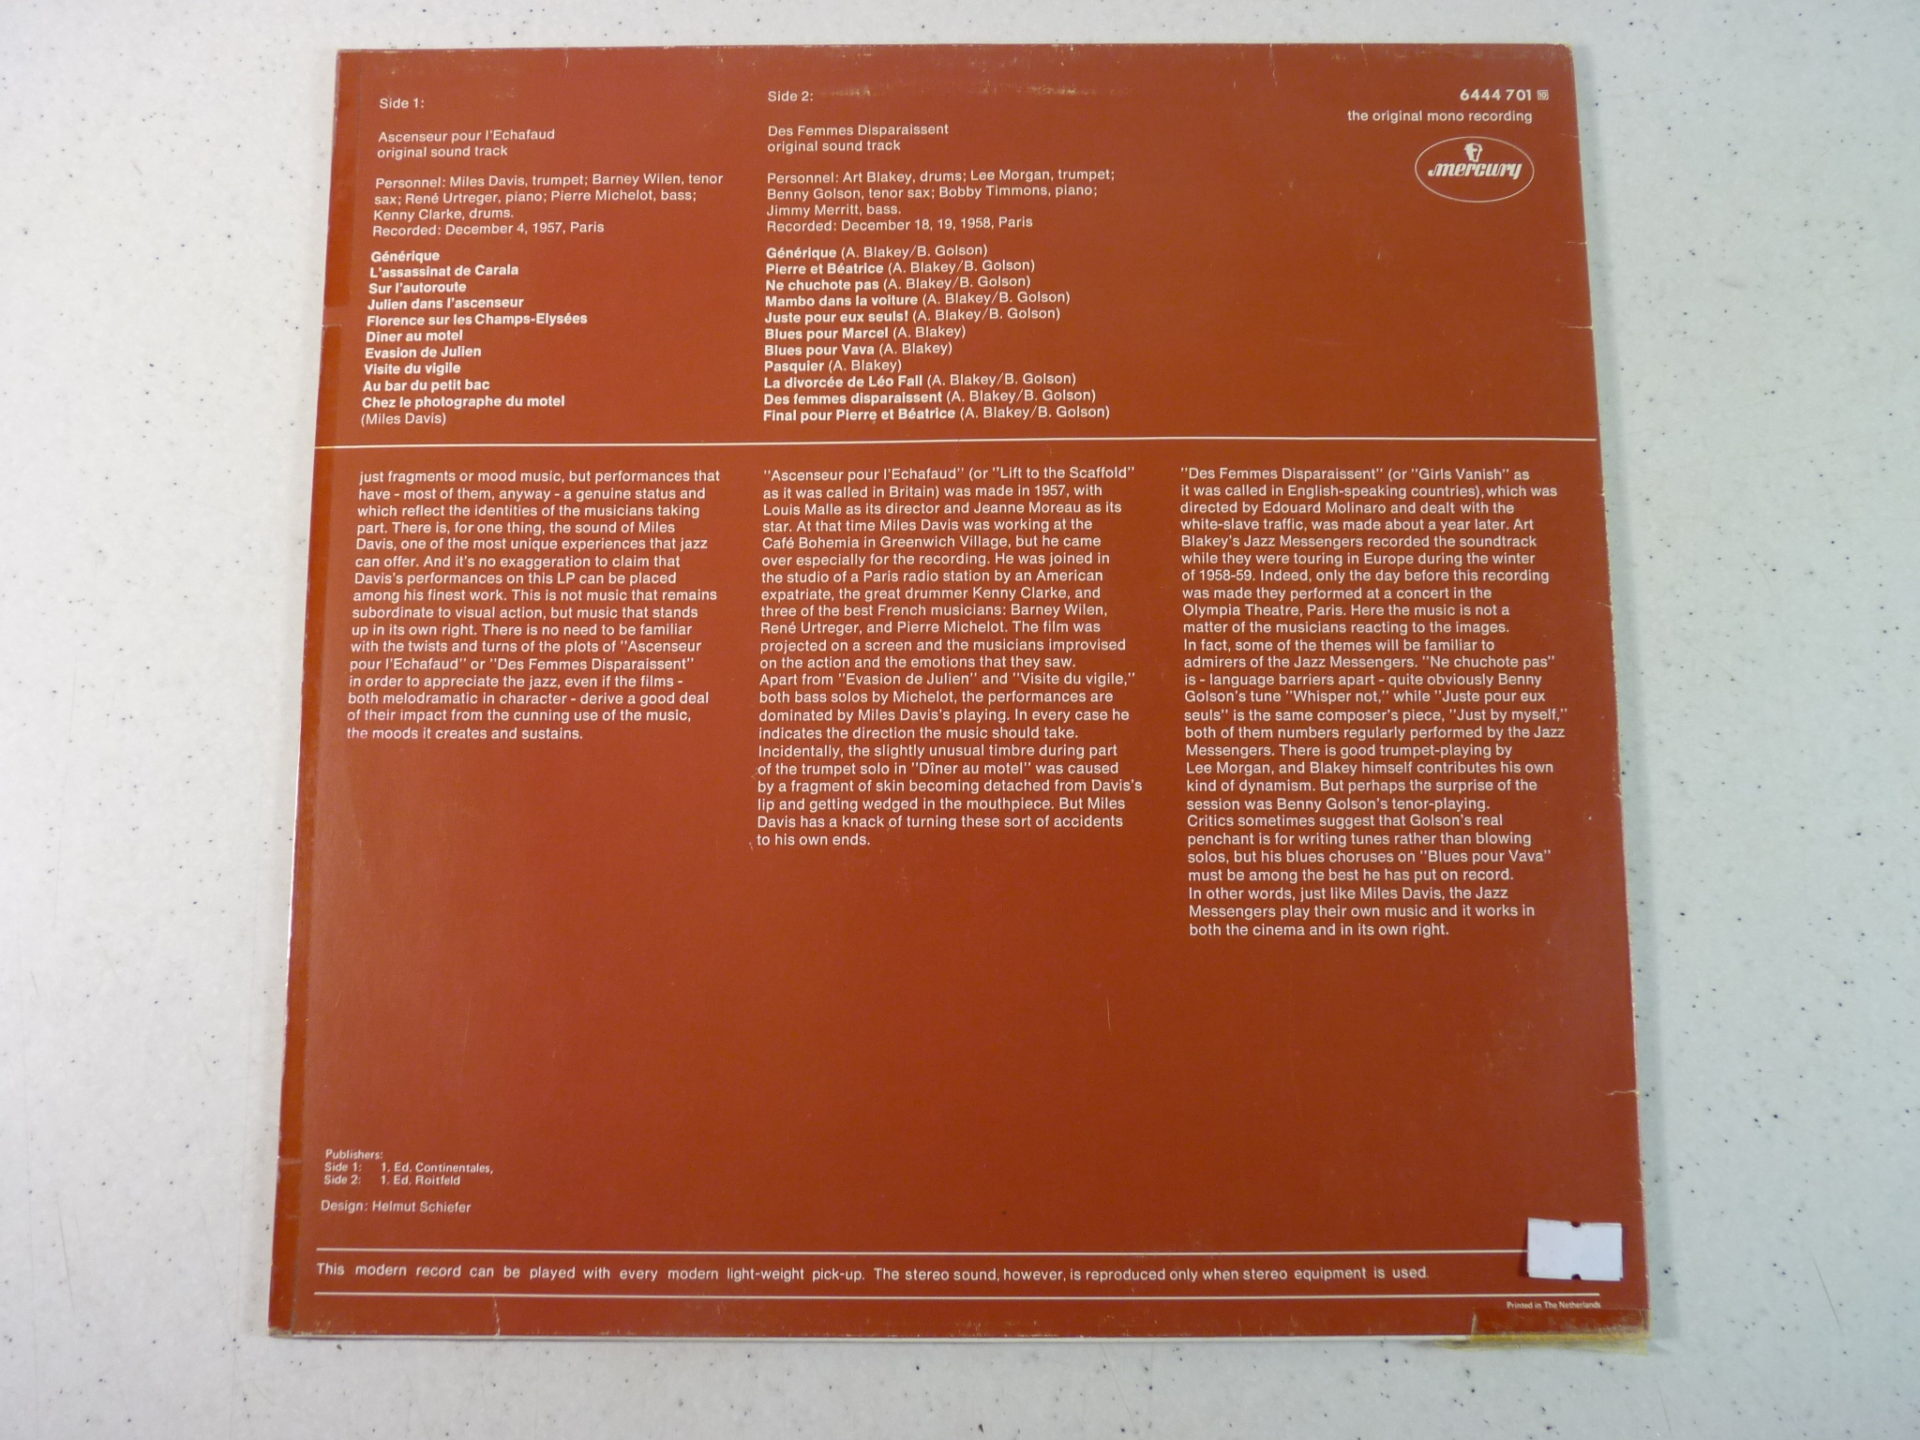 Side 1:
Ascenseur pour l'Echafaud
original sound track
Personnel: Miles Davis, trumpet; Barney Wilen, tenor
sax; René Urtreger, piano; Pierre Michelot, bass;
Kenny Clarke, drums.
Recorded: December 4, 1957, Paris
Générique
L'assassinat de Carala
Sur l'autoroute
Julien dans l'ascenseur
Florence sur les Champs-Elysées
Dîner au motel
Evasion de Julien
Visite du vigile
Au bar du petit bac
Chez le photographe du motel
(Miles Davis)
Side 2:
Des Femmes Disparaissent
original sound track
Personnel: Art Blakey, drums; Lee Morgan, trumpet;
Benny Golson, tenor sax; Bobby Timmons, piano;
Jimmy Merritt, bass.
Recorded: December 18, 19, 1958, Paris
Générique (A. Blakey/B. Golson)
Pierre et Béatrice (A. Blakey/B. Golson)
Ne chuchote pas (A. Blakey/B. Golson)
Mambo dans la voiture (A. Blakey/B. Golson)
Juste pour eux seuls! (A. Blakey/B. Golson)
Blues pour Marcel (A. Blakey)
Blues pour Vava (A. Blakey)
Pasquier (A. Blakey)
La divorcée de Léo Fall (A. Blakey/B. Golson)
Des femmes disparaissent (A. Blakey/B. Golson)
Final pour Pierre et Béatrice (A. Blakey/B. Golson)
6444 701
the original mono recording
mercury
just fragments or mood music, but performances that
have - most of them, anyway - a genuine status and
which reflect the identities of the musicians taking
part. There is, for one thing, the sound of Miles
Davis, one of the most unique experiences that jazz
can offer. And it's no exaggeration to claim that
Davis's performances on this LP can be placed
among his finest work. This is not music that remains
subordinate to visual action, but music that stands
up in its own right. There is no need to be familiar
with the twists and turns of the plots of "Ascenseur
pour l'Echafaud" or "Des Femmes Disparaissent"
in order to appreciate the jazz, even if the films -
both melodramatic in character - derive a good deal
of their impact from the cunning use of the music,
the moods it creates and sustains.
"Ascenseur pour l'Echafaud" (or "Lift to the Scaffold"
as it was called in Britain) was made in 1957, with
Louis Malle as its director and Jeanne Moreau as its
star. At that time Miles Davis was working at the
Café Bohemia in Greenwich Village, but he came
over especially for the recording. He was joined in
the studio of a Paris radio station by an American
expatriate, the great drummer Kenny Clarke, and
three of the best French musicians: Barney Wilen,
René Urtreger, and Pierre Michelot. The film was
projected on a screen and the musicians improvised
on the action and the emotions that they saw.
Apart from "Evasion de Julien" and "Visite du vigile,"
both bass solos by Michelot, the performances are
dominated by Miles Davis's playing. In every case he
indicates the direction the music should take.
Incidentally, the slightly unusual timbre during part
of the trumpet solo in "Dîner au motel" was caused
by a fragment of skin becoming detached from Davis's
lip and getting wedged in the mouthpiece. But Miles
Davis has a knack of turning these sort of accidents
to his own ends.
"Des Femmes Disparaissent" (or "Girls Vanish" as
it was called in English-speaking countries), which was
directed by Edouard Molinaro and dealt with the
white-slave traffic, was made about a year later. Art
Blakey's Jazz Messengers recorded the soundtrack
while they were touring in Europe during the winter
of 1958-59. Indeed, only the day before this recording
was made they performed at a concert in the
Olympia Theatre, Paris. Here the music is not a
matter of the musicians reacting to the images.
In fact, some of the themes will be familiar to
admirers of the Jazz Messengers. "Ne chuchote pas"
is - language barriers apart - quite obviously Benny
Golson's tune "Whisper not," while "Juste pour eux
seuls" is the same composer's piece, "Just by myself,"
both of them numbers regularly performed by the Jazz
Messengers. There is good trumpet-playing by
Lee Morgan, and Blakey himself contributes his own
kind of dynamism. But perhaps the surprise of the
session was Benny Golson's tenor-playing.
Critics sometimes suggest that Golson's real
penchant is for writing tunes rather than blowing
solos, but his blues choruses on "Blues pour Vava"
must be among the best he has put on record.
In other words, just like Miles Davis, the Jazz
Messengers play their own music and it works in
both the cinema and in its own right.
Publishers:
Side 1: 1. Ed. Continentales,
Side 2: 1. Ed. Roitfeld
Design: Helmut Schiefer
This modern record can be played with every modern light-weight pick-up. The stereo sound, however, is reproduced only when stereo equipment is used.
Printed in The Netherlands